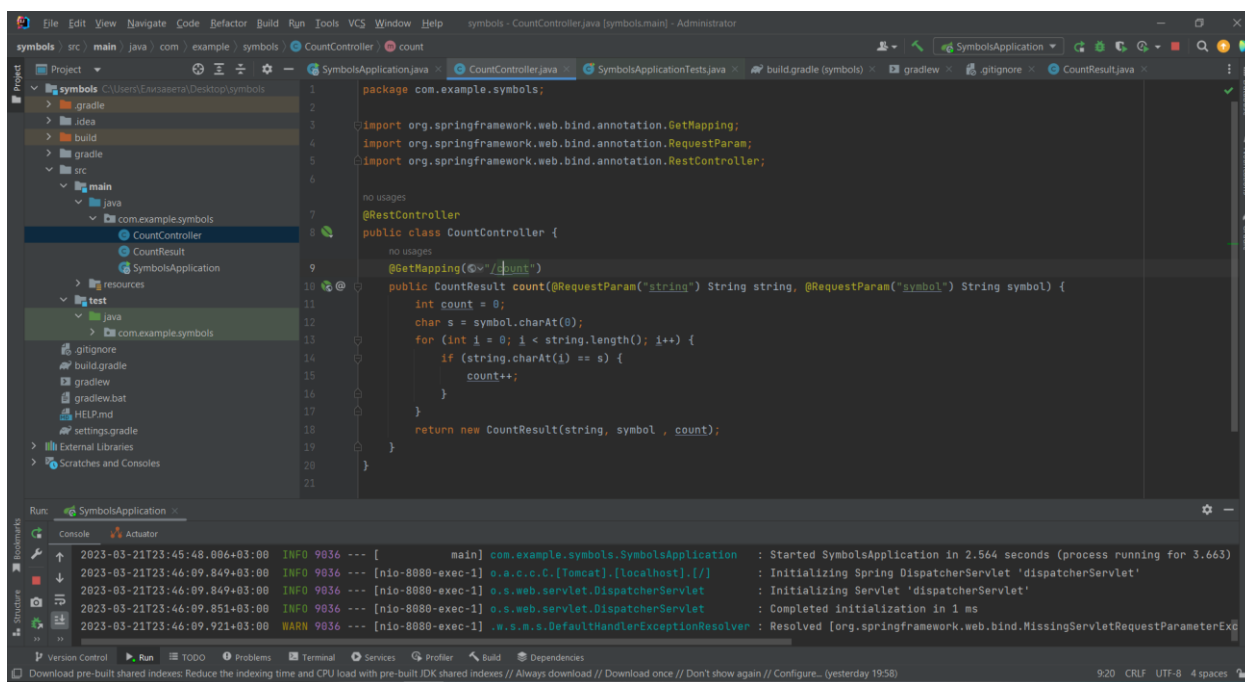 File Edit View Navigate Code Refactor Build Run Tools VCS Window Help symbols - CountController.java [symbols.main] - Administrator
symbols src main java com example symbols CountController count SymbolsApplication
Project SymbolsApplication.java CountController.java SymbolsApplicationTests.java build.gradle (symbols) gradlew .gitignore CountResult.java
Project
symbols C:\Users\Елизавета\Desktop\symbols
.gradle
.idea
build
gradle
src
main
java
com.example.symbols
CountController
CountResult
SymbolsApplication
resources
test
java
com.example.symbols
.gitignore
build.gradle
gradlew
gradlew.bat
HELP.md
settings.gradle
External Libraries
Scratches and Consoles
1 package com.example.symbols;
2
3 import org.springframework.web.bind.annotation.GetMapping;
4 import org.springframework.web.bind.annotation.RequestParam;
5 import org.springframework.web.bind.annotation.RestController;
6
no usages
7 @RestController
8 public class CountController {
no usages
9 @GetMapping("/count")
10 public CountResult count(@RequestParam("string") String string, @RequestParam("symbol") String symbol) {
11 int count = 0;
12 char s = symbol.charAt(0);
13 for (int i = 0; i < string.length(); i++) {
14 if (string.charAt(i) == s) {
15 count++;
16 }
17 }
18 return new CountResult(string, symbol , count);
19 }
20 }
21
Run: SymbolsApplication
Console Actuator
2023-03-21T23:45:48.006+03:00 INFO 9036 --- [ main] com.example.symbols.SymbolsApplication : Started SymbolsApplication in 2.564 seconds (process running for 3.663)
2023-03-21T23:46:09.849+03:00 INFO 9036 --- [nio-8080-exec-1] o.a.c.c.C.[Tomcat].[localhost].[/] : Initializing Spring DispatcherServlet 'dispatcherServlet'
2023-03-21T23:46:09.849+03:00 INFO 9036 --- [nio-8080-exec-1] o.s.web.servlet.DispatcherServlet : Initializing Servlet 'dispatcherServlet'
2023-03-21T23:46:09.851+03:00 INFO 9036 --- [nio-8080-exec-1] o.s.web.servlet.DispatcherServlet : Completed initialization in 1 ms
2023-03-21T23:46:09.921+03:00 WARN 9036 --- [nio-8080-exec-1] .w.s.m.s.DefaultHandlerExceptionResolver : Resolved [org.springframework.web.bind.MissingServletRequestParameterExc
Bookmarks
Structure
Version Control Run TODO Problems Terminal Services Profiler Build Dependencies
Download pre-built shared indexes: Reduce the indexing time and CPU load with pre-built JDK shared indexes // Always download // Download once // Don't show again // Configure... (yesterday 19:58) 9:20 CRLF UTF-8 4 spaces